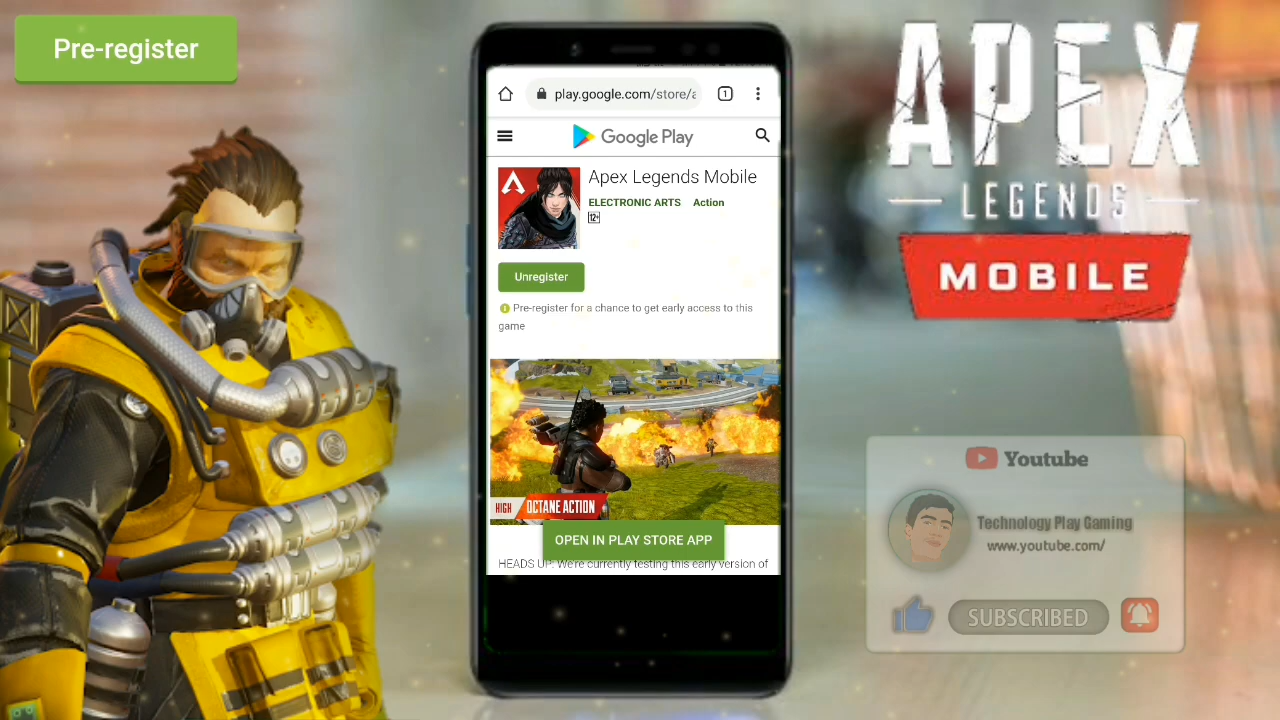 Pre-register
play.google.com/store/a
1
Google Play
Apex Legends Mobile
ELECTRONIC ARTS Action
12+
Unregister
Pre-register for a chance to get early access to this
game
HIGH OCTANE ACTION
OPEN IN PLAY STORE APP
HEADS UP: We're currently testing this early version of
APEX
LEGENDS
MOBILE
Youtube
Technology Play Gaming
www.youtube.com/
SUBSCRIBED